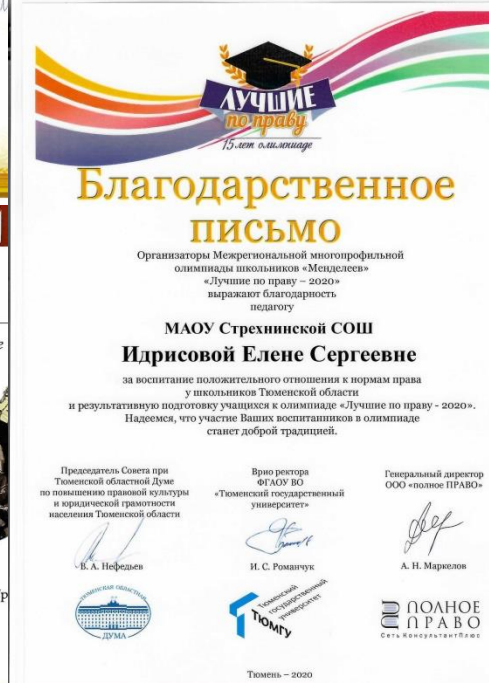 ЛУЧШИЕ
по праву
15 лет олимпиаде
Благодарственное
письмо
Организаторы Межрегиональной многопрофильной
олимпиады школьников «Менделеев»
«Лучшие по праву – 2020»
выражают благодарность
педагогу
МАОУ Стрехнинской СОШ
Идрисовой Елене Сергеевне
за воспитание положительного отношения к нормам права
у школьников Тюменской области
и результативную подготовку учащихся к олимпиаде «Лучшие по праву - 2020».
Надеемся, что участие Ваших воспитанников в олимпиаде
станет доброй традицией.
Председатель Совета при
Тюменской областной Думе
по повышению правовой культуры
и юридической грамотности
населения Тюменской области
В. А. Нефедьев
ТЮМЕНСКАЯ ОБЛАСТНАЯ
ДУМА
Врио ректора
ФГАОУ ВО
«Тюменский государственный
университет»
И. С. Романчук
Тюменский
государственный
университет
ТЮМГУ
Генеральный директор
ООО «полное ПРАВО»
А. Н. Маркелов
ПОЛНОЕ
ПРАВО
Сеть КонсультантПлюс
Тюмень – 2020